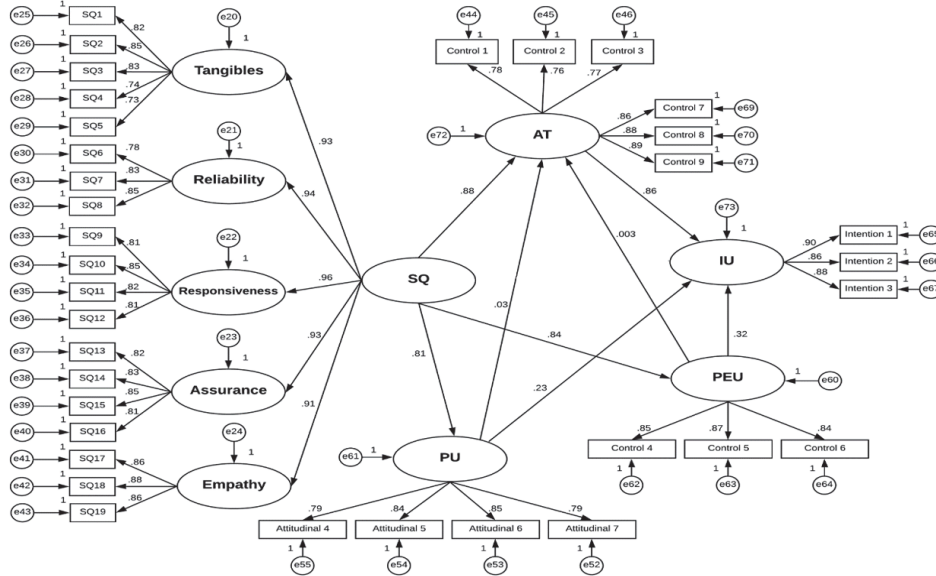 e25 1 SQ1
e26 1 SQ2
e27 1 SQ3
e28 1 SQ4
e29 1 SQ5
.82
.85
.83
.74
.73
e20
1
Tangibles
e30 1 SQ6
e31 1 SQ7
e32 1 SQ8
.78
.83
.85
e21
1
Reliability
e33 1 SQ9
e34 1 SQ10
e35 1 SQ11
e36 1 SQ12
.81
.85
.82
.81
e22
1
Responsiveness
e37 1 SQ13
e38 1 SQ14
e39 1 SQ15
e40 1 SQ16
.82
.83
.85
.81
e23
1
Assurance
e41 1 SQ17
e42 1 SQ18
e43 1 SQ19
.86
.88
.86
e24
1
Empathy
.93
.94
.96
.93
.91
SQ
.88
.81
.84
e44 e45 e46
1 1 1
Control 1 Control 2 Control 3
.78 .76 .77
e72 1 AT
.86 Control 7 1 e69
.88 Control 8 1 e70
.89 Control 9 1 e71
.86
.003
.03
.23
.32
e73
1
IU
.90 Intention 1 1
.86 Intention 2 1
.88 Intention 3 1
PEU 1 e60
.85 .87 .84
Control 4 Control 5 Control 6
1 1 1
e62 e63 e64
e61 1 PU
.79 .84 .85 .79
Attitudinal 4 Attitudinal 5 Attitudinal 6 Attitudinal 7
1 1 1 1
e55 e54 e53 e52